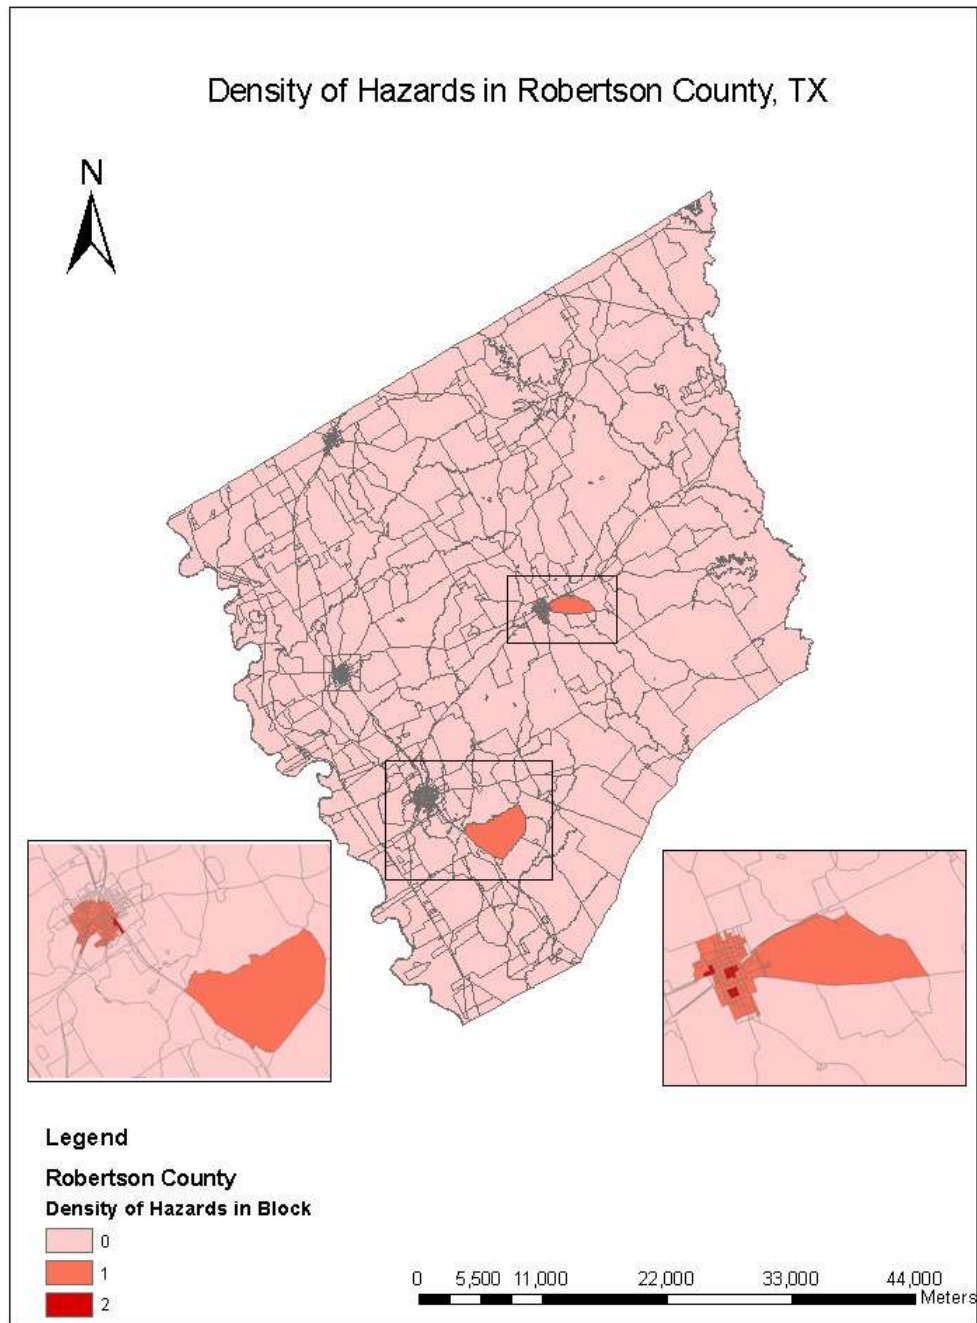 Density of Hazards in Robertson County, TX
N
Legend
Robertson County
Density of Hazards in Block
0
1
2
0 5,500 11,000 22,000 33,000 44,000
Meters